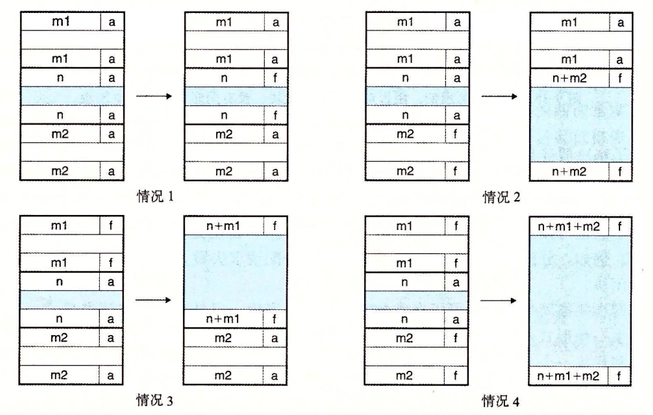 m1 a m1 a
m1 a m1 a
n a n f
n a n f
m2 a m2 a
m2 a m2 a
情况 1
m1 a m1 a
m1 a m1 a
n a n+m2 f
n a
m2 f
m2 f n+m2 f
情况 2
m1 f n+m1 f
m1 f
n a
n a n+m1 f
m2 a m2 a
m2 a m2 a
情况 3
m1 f n+m1+m2 f
m1 f
n a
n a
m2 f
m2 f n+m1+m2 f
情况 4